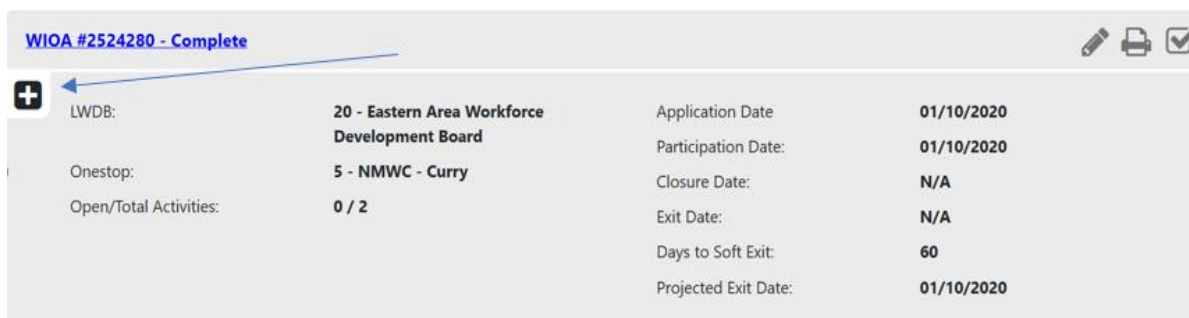 WIOA #2524280 - Complete
LWDB: 20 - Eastern Area Workforce
Development Board
Onestop: 5 - NMWC - Curry
Open/Total Activities: 0 / 2
Application Date 01/10/2020
Participation Date: 01/10/2020
Closure Date: N/A
Exit Date: N/A
Days to Soft Exit: 60
Projected Exit Date: 01/10/2020